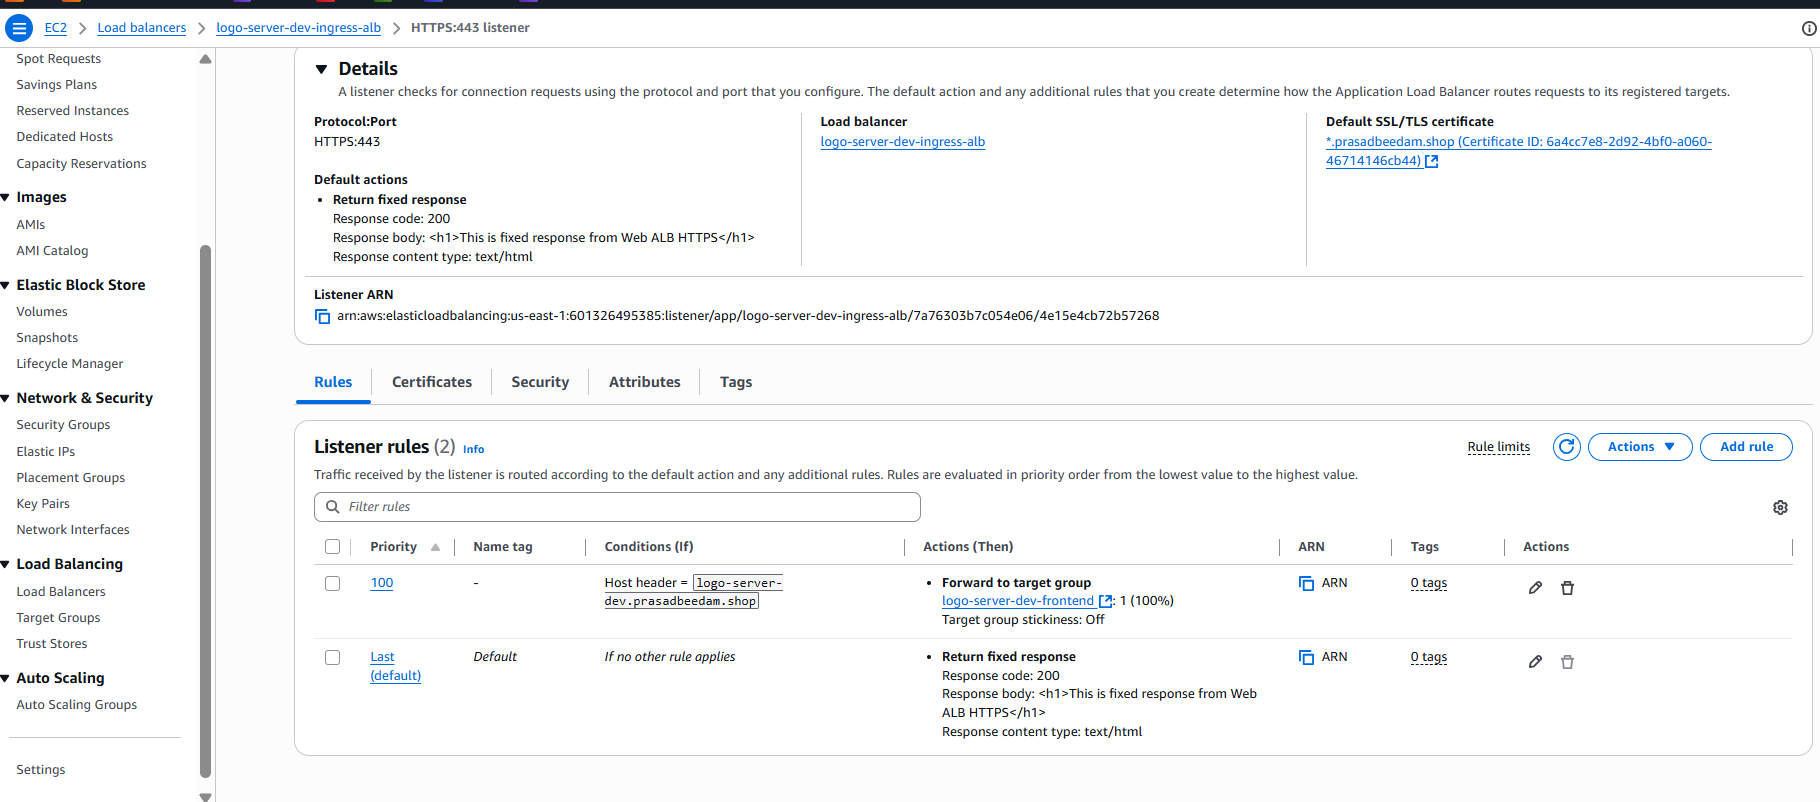 EC2 > Load balancers > logo-server-dev-ingress-alb > HTTPS:443 listener
Spot Requests
Savings Plans
Reserved Instances
Dedicated Hosts
Capacity Reservations
Images
AMIs
AMI Catalog
Elastic Block Store
Volumes
Snapshots
Lifecycle Manager
Network & Security
Security Groups
Elastic IPs
Placement Groups
Key Pairs
Network Interfaces
Load Balancing
Load Balancers
Target Groups
Trust Stores
Auto Scaling
Auto Scaling Groups
Settings
Details
A listener checks for connection requests using the protocol and port that you configure. The default action and any additional rules that you create determine how the Application Load Balancer routes requests to its registered targets.
Protocol:Port
HTTPS:443
Default actions
• Return fixed response
Response code: 200
Response body: <h1>This is fixed response from Web ALB HTTPS</h1>
Response content type: text/html
Load balancer
logo-server-dev-ingress-alb
Default SSL/TLS certificate
*.prasadbeedam.shop (Certificate ID: 6a4cc7e8-2d92-4bf0-a060-
46714146cb44)
Listener ARN
arn:aws:elasticloadbalancing:us-east-1:601326495385:listener/app/logo-server-dev-ingress-alb/7a76303b7c054e06/4e15e4cb72b57268
Rules Certificates Security Attributes Tags
Listener rules (2) Info
Rule limits Actions Add rule
Traffic received by the listener is routed according to the default action and any additional rules. Rules are evaluated in priority order from the lowest value to the highest value.
Filter rules
Priority Name tag Conditions (If) Actions (Then) ARN Tags Actions
100
-
Host header = logo-server-
dev.prasadbeedam.shop
• Forward to target group
logo-server-dev-frontend : 1 (100%)
Target group stickiness: Off
ARN
0 tags
Last
(default)
Default
If no other rule applies
• Return fixed response
Response code: 200
Response body: <h1>This is fixed response from Web
ALB HTTPS</h1>
Response content type: text/html
ARN
0 tags